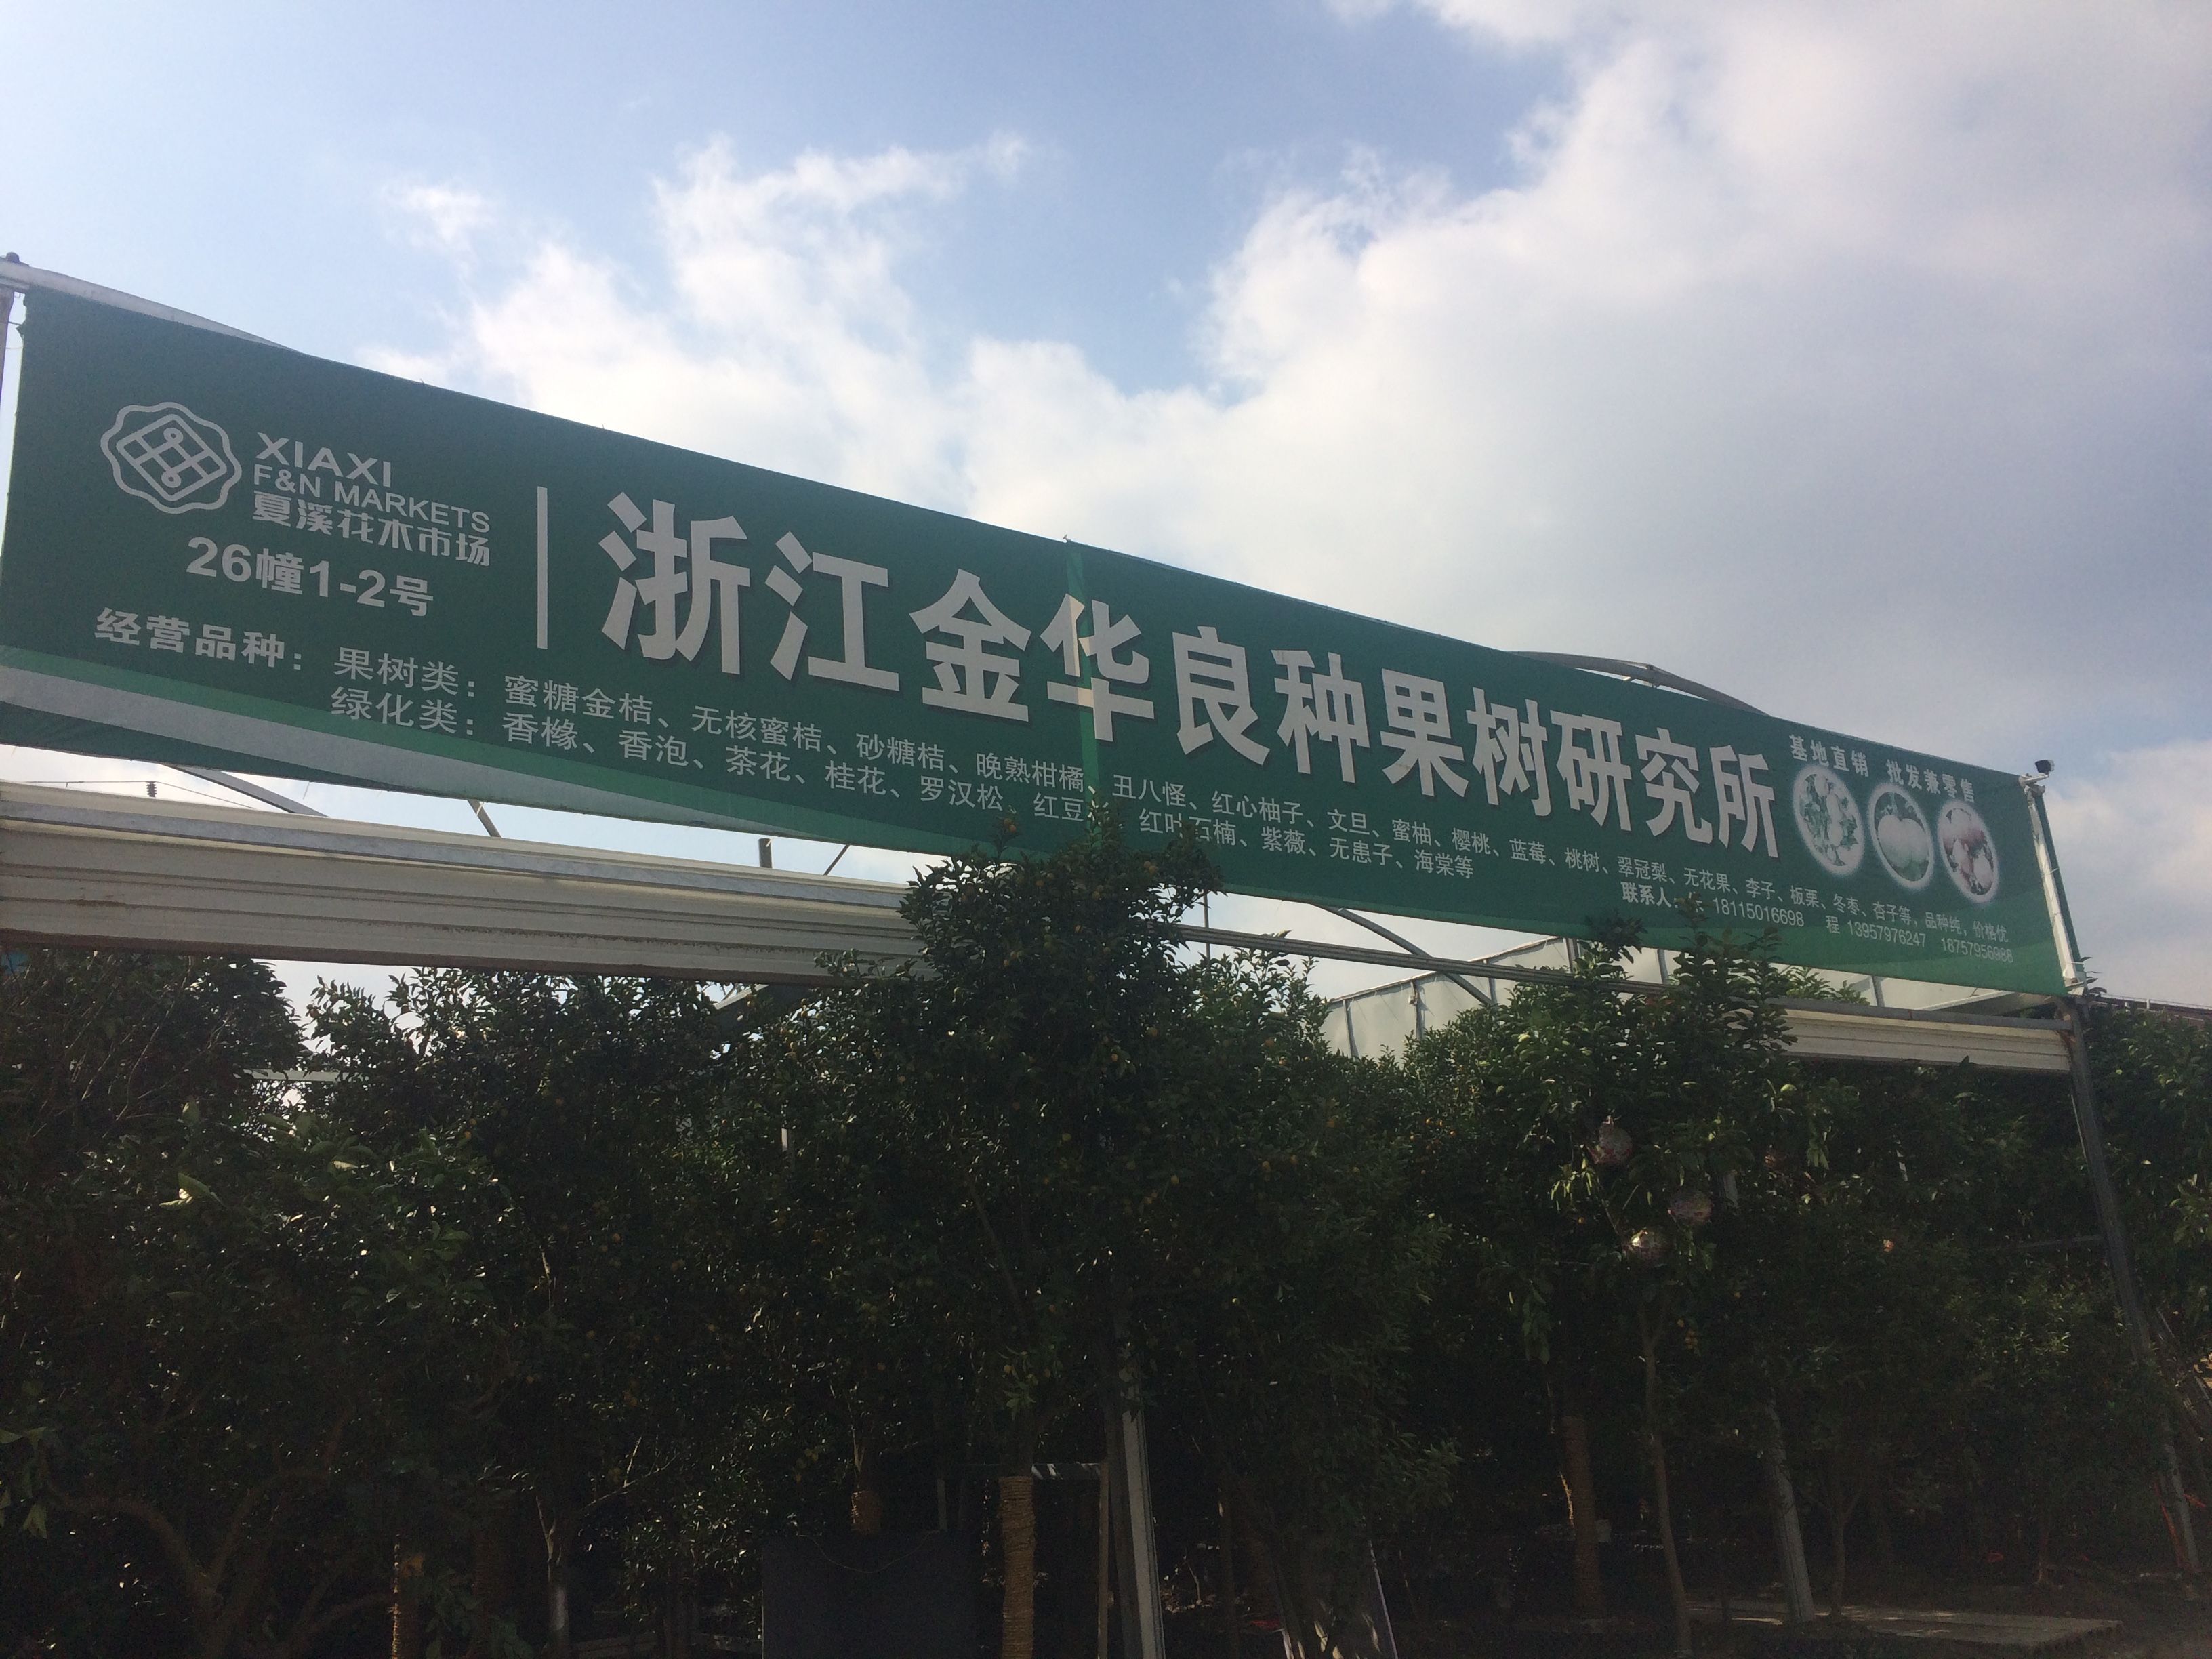 XIAXI
F&N MARKETS
夏溪花木市场
26幢1-2号
浙江金华良种果树研究所
基地直销 批发兼零售
经营品种：果树类：蜜糖金桔、无核蜜桔、砂糖桔、晚熟柑橘、丑八怪、红心柚子、文旦、蜜柚、樱桃、蓝莓、桃树、翠冠梨、无花果、李子、板栗、冬枣、杏子等，品种纯，价格优
绿化类：香橼、香泡、茶花、桂花、罗汉松、红豆 红叶石楠、紫薇、无患子、海棠等
联系人： 18115016698 程 13957976247 18757956988